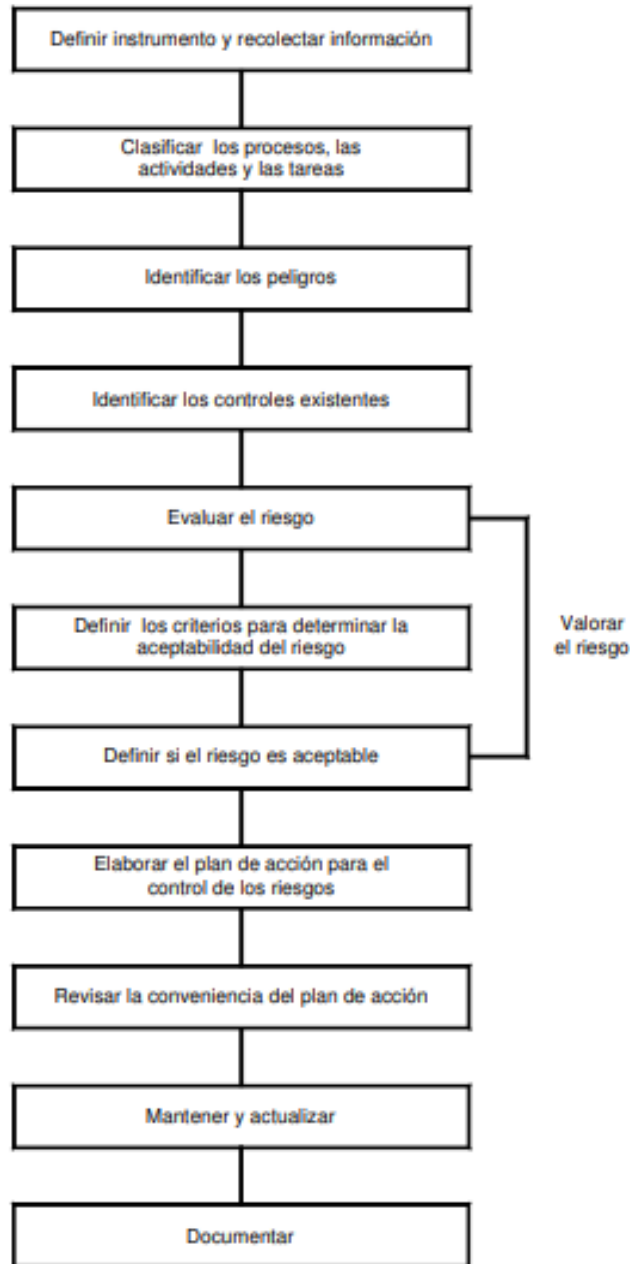 Definir instrumento y recolectar información
Clasificar los procesos, las
actividades y las tareas
Identificar los peligros
Identificar los controles existentes
Evaluar el riesgo
Definir los criterios para determinar la
aceptabilidad del riesgo
Valorar
el riesgo
Definir si el riesgo es aceptable
Elaborar el plan de acción para el
control de los riesgos
Revisar la conveniencia del plan de acción
Mantener y actualizar
Documentar